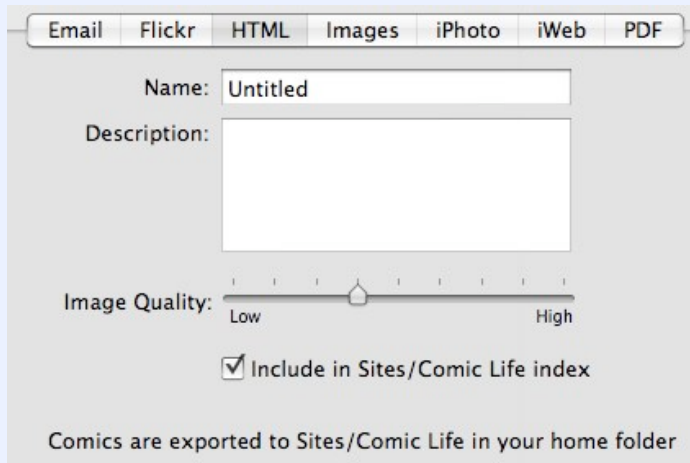 Email Flickr HTML Images iPhoto iWeb PDF
Name: Untitled
Description:
Image Quality:
Low High
Include in Sites/Comic Life index
Comics are exported to Sites/Comic Life in your home folder